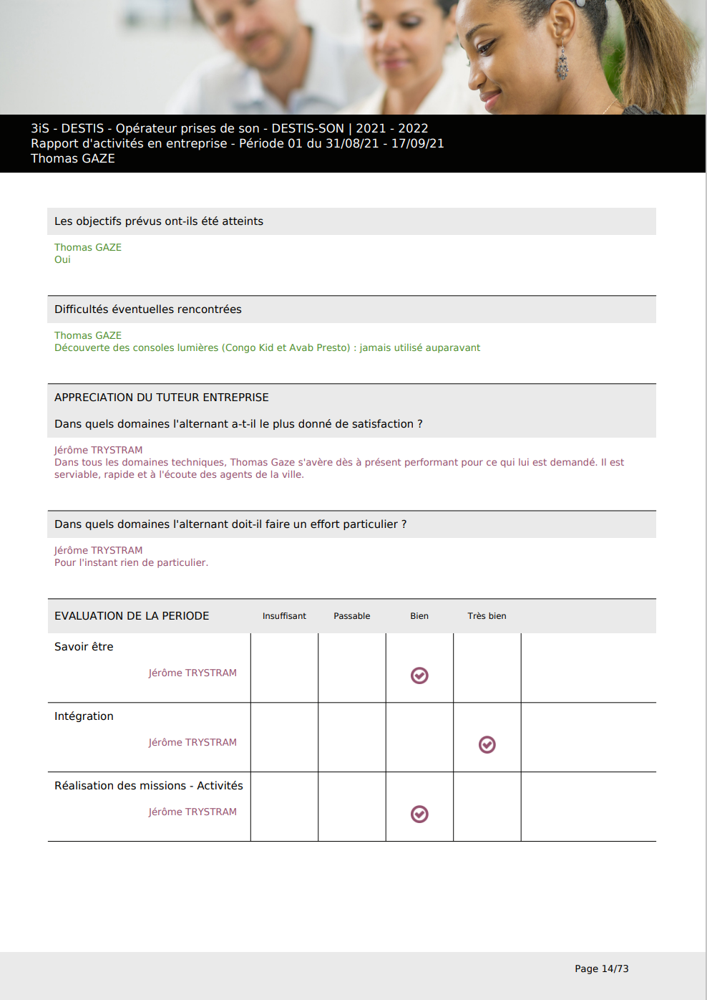 3iS - DESTIS - Opérateur prises de son - DESTIS-SON | 2021 - 2022
Rapport d'activités en entreprise - Période 01 du 31/08/21 - 17/09/21
Thomas GAZE
Les objectifs prévus ont-ils été atteints
Thomas GAZE
Oui
Difficultés éventuelles rencontrées
Thomas GAZE
Découverte des consoles lumières (Congo Kid et Avab Presto) : jamais utilisé auparavant
APPRECIATION DU TUTEUR ENTREPRISE
Dans quels domaines l'alternant a-t-il le plus donné de satisfaction ?
Jérôme TRYSTRAM
Dans tous les domaines techniques, Thomas Gaze s'avère dès à présent performant pour ce qui lui est demandé. Il est
serviable, rapide et à l'écoute des agents de la ville.
Dans quels domaines l'alternant doit-il faire un effort particulier ?
Jérôme TRYSTRAM
Pour l'instant rien de particulier.
EVALUATION DE LA PERIODE Insuffisant Passable Bien Très bien
Savoir être
Jérôme TRYSTRAM
Intégration
Jérôme TRYSTRAM
Réalisation des missions - Activités
Jérôme TRYSTRAM
Page 14/73